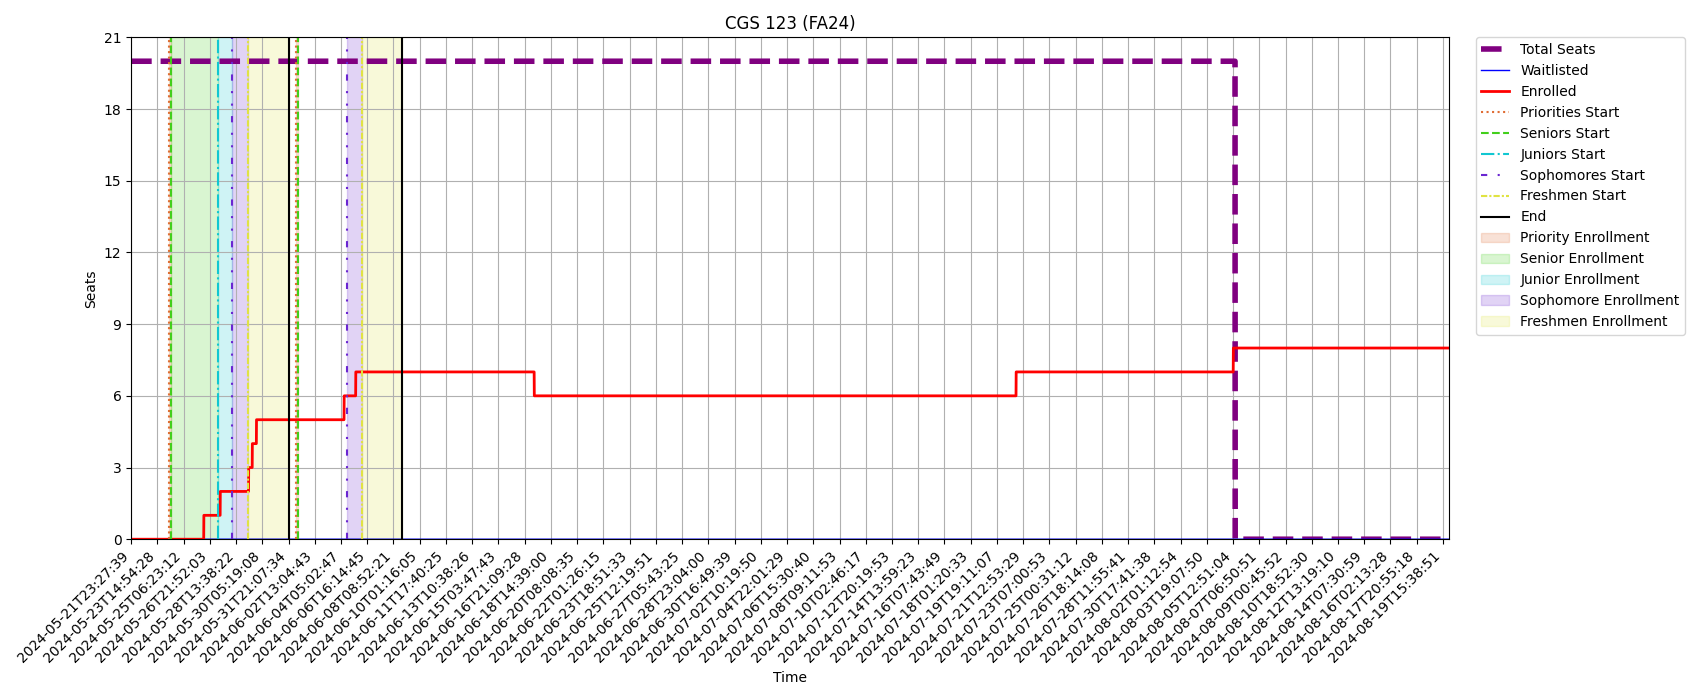 CGS 123 (FA24)
21
18
15
12
9
6
3
0
Seats
2024-05-21T23:27:39
2024-05-23T14:54:28
2024-05-25T06:23:12
2024-05-26T21:52:03
2024-05-28T13:38:22
2024-05-30T05:19:08
2024-05-31T21:07:34
2024-06-02T13:04:43
2024-06-04T05:02:47
2024-06-06T16:14:45
2024-06-08T08:52:21
2024-06-10T01:16:05
2024-06-11T17:40:25
2024-06-13T10:38:26
2024-06-15T03:47:43
2024-06-16T21:09:28
2024-06-18T14:39:00
2024-06-20T08:08:35
2024-06-22T01:26:15
2024-06-23T18:51:33
2024-06-25T12:19:51
2024-06-27T05:43:25
2024-06-28T23:04:00
2024-06-30T16:49:39
2024-07-02T10:19:50
2024-07-04T22:01:29
2024-07-06T15:30:40
2024-07-08T09:11:53
2024-07-10T02:46:17
2024-07-12T20:19:53
2024-07-14T13:59:23
2024-07-16T07:43:49
2024-07-18T01:20:33
2024-07-19T19:11:07
2024-07-21T12:53:29
2024-07-23T07:00:53
2024-07-25T00:31:12
2024-07-26T18:14:08
2024-07-28T11:55:41
2024-07-30T17:41:38
2024-08-02T01:12:54
2024-08-03T19:07:50
2024-08-05T12:51:04
2024-08-07T06:50:51
2024-08-09T00:45:52
2024-08-10T18:52:30
2024-08-12T13:19:10
2024-08-14T07:30:59
2024-08-16T02:13:28
2024-08-17T20:55:18
2024-08-19T15:38:51
Time
Total Seats
Waitlisted
Enrolled
Priorities Start
Seniors Start
Juniors Start
Sophomores Start
Freshmen Start
End
Priority Enrollment
Senior Enrollment
Junior Enrollment
Sophomore Enrollment
Freshmen Enrollment